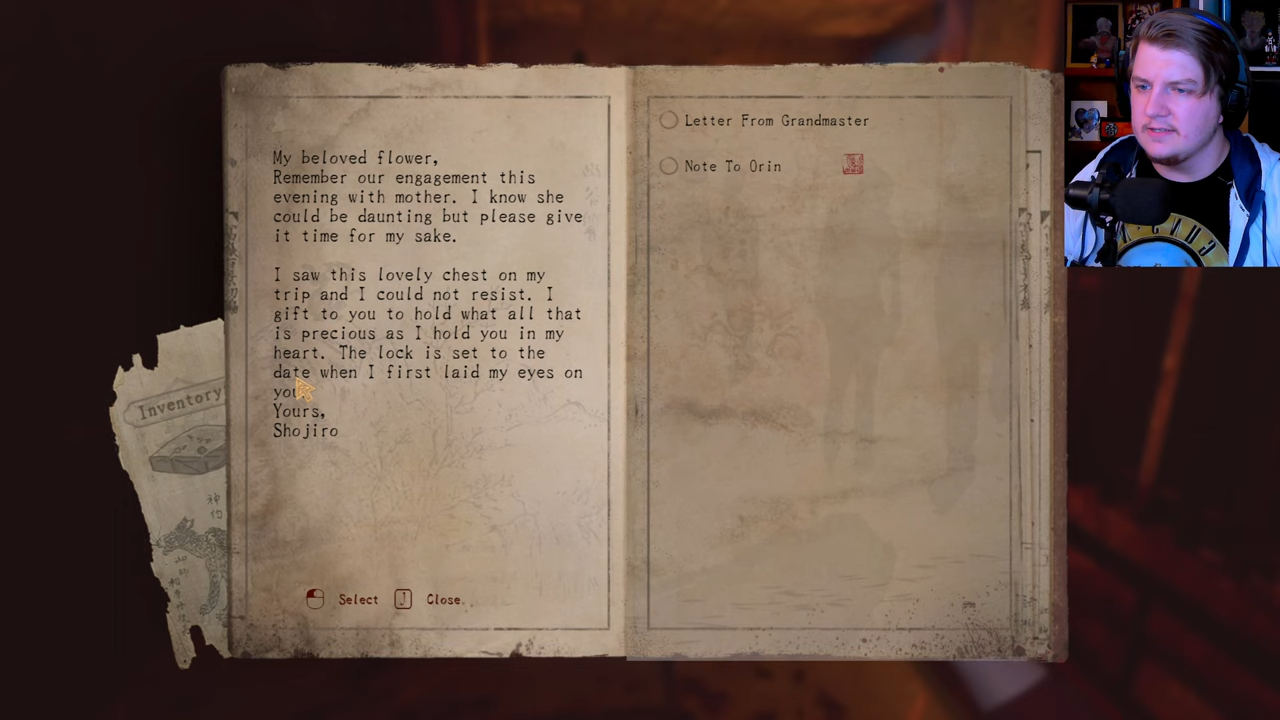 My beloved flower,
Remember our engagement this
evening with mother. I know she
could be daunting but please give
it time for my sake.
I saw this lovely chest on my
trip and I could not resist. I
gift to you to hold what all that
is precious as I hold you in my
heart. The lock is set to the
date when I first laid my eyes on
Yours,
Shojiro
Select
J
Close.
Letter From Grandmaster
Note To Orin
Inventory